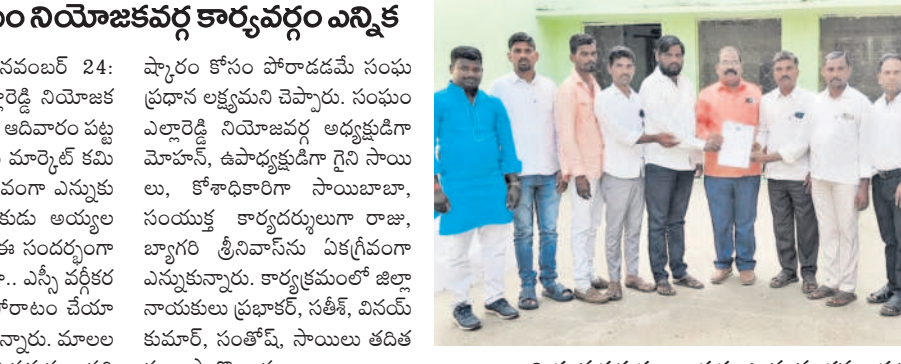 నియోజకవర్గ కార్యవర్గం ఎన్నిక
నవంబర్ 24:
నియోజక
ఆదివారం పట్ట
మార్కెట్ కమి
ఎన్నుకు
అయ్యల
ఈ సందర్భంగా
ఎస్సీ వర్గీకర
చేయా
మాలల
ష్కారం కోసం పోరాడడమే సంఘ
ప్రధాన లక్ష్యమని చెప్పారు. సంఘం
ఎల్లారెడ్డి నియోజవర్గ అధ్యక్షుడిగా
మోహన్, ఉపాధ్యక్షుడిగా గైని సాయి
లు, కోశాధికారిగా సాయిబాబా,
సంయుక్త కార్యదర్శులుగా రాజు,
బ్యాగరి శ్రీనివాస్‌ను ఏకగ్రీవంగా
ఎన్నుకున్నారు. కార్యక్రమంలో జిల్లా
నాయకులు ప్రభాకర్, సతీశ్, వినయ్
కుమార్, సంతోష్, సాయిలు తదిత